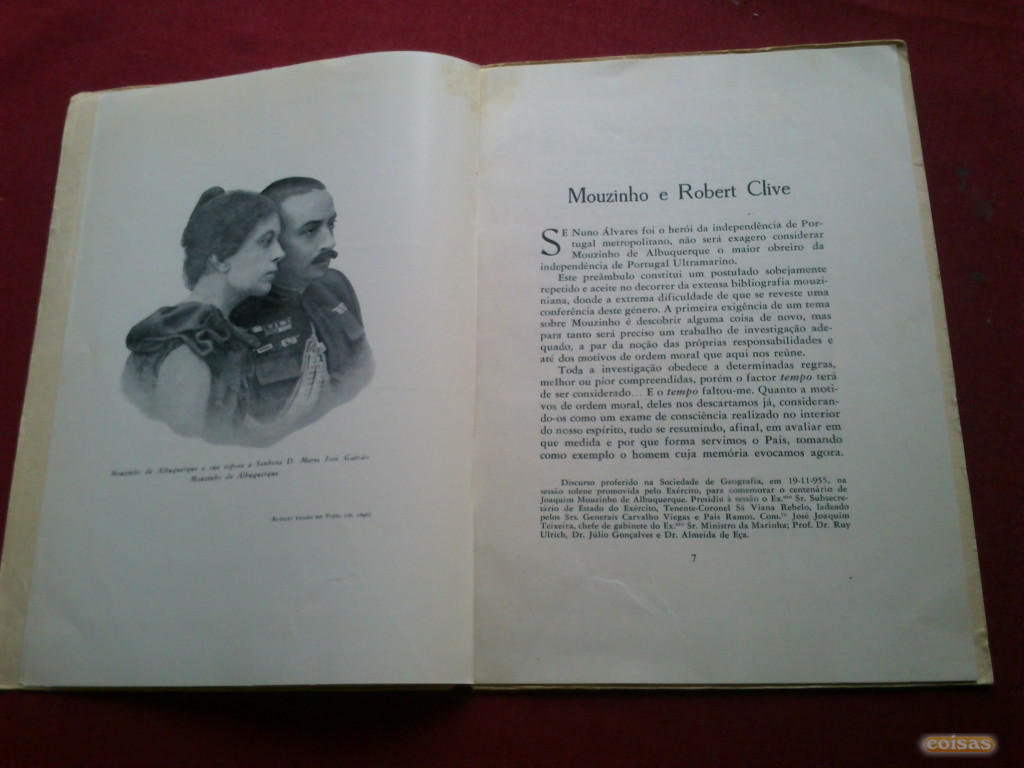 Mouzinho de Albuquerque e sua esposa a Senhora D. Maria José Gaivão
Mouzinho de Albuquerque
(Retrato tirado no Porto, em 1896)
Mouzinho e Robert Clive
SE Nuno Álvares foi o herói da independência de Por-
tugal metropolitano, não será exagero considerar
Mouzinho de Albuquerque o maior obreiro da
independência de Portugal Ultramarino.
Este preâmbulo constitui um postulado sobejamente
repetido e aceite no decorrer da extensa bibliografia mouzi-
niana, donde a extrema dificuldade de que se reveste uma
conferência deste género. A primeira exigência de um tema
sobre Mouzinho é descobrir alguma coisa de novo, mas
para tanto será preciso um trabalho de investigação ade-
quado, a par da noção das próprias responsabilidades e
até dos motivos de ordem moral que aqui nos reúne.
Toda a investigação obedece a determinadas regras,
melhor ou pior compreendidas, porém o factor tempo terá
de ser considerado... E o tempo faltou-me. Quanto a moti-
vos de ordem moral, deles nos descartamos já, consideran-
do-os como um exame de consciência realizado no interior
do nosso espírito, tudo se resumindo, afinal, em avaliar em
que medida e por que forma servimos o País, tomando
como exemplo o homem cuja memória evocamos agora.
Discurso proferido na Sociedade de Geografia, em 19-11-955, na
sessão solene promovida pelo Exército, para comemorar o centenário de
Joaquim Mouzinho de Albuquerque. Presidiu à sessão o Ex.mo Sr. Subsecre-
tário de Estado do Exército, Tenente-Coronel Sá Viana Rebelo, ladeado
pelos Srs. Generais Carvalho Viegas e Pais Ramos, Com.te José Joaquim
Teixeira, chefe de gabinete do Ex.mo Sr. Ministro da Marinha; Prof. Dr. Ruy
Ulrich, Dr. Júlio Gonçalves e Dr. Almeida de Eça.
7
coisas